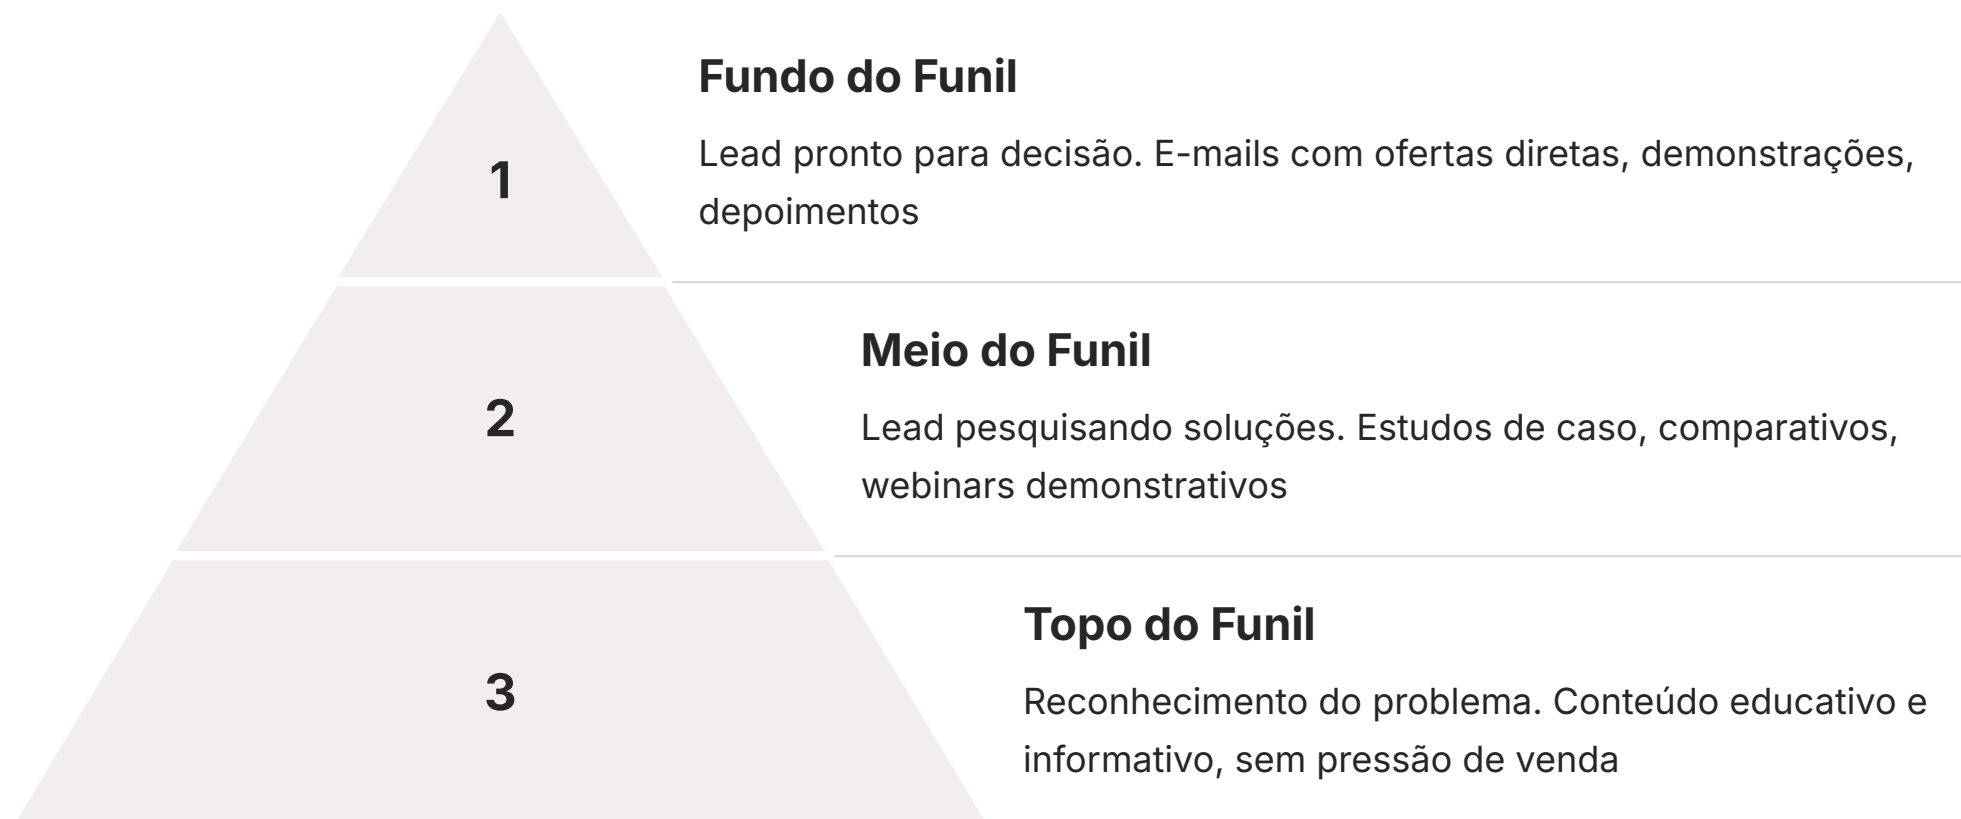 1
Fundo do Funil
Lead pronto para decisão. E-mails com ofertas diretas, demonstrações,
depoimentos
2
Meio do Funil
Lead pesquisando soluções. Estudos de caso, comparativos,
webinars demonstrativos
3
Topo do Funil
Reconhecimento do problema. Conteúdo educativo e
informativo, sem pressão de venda